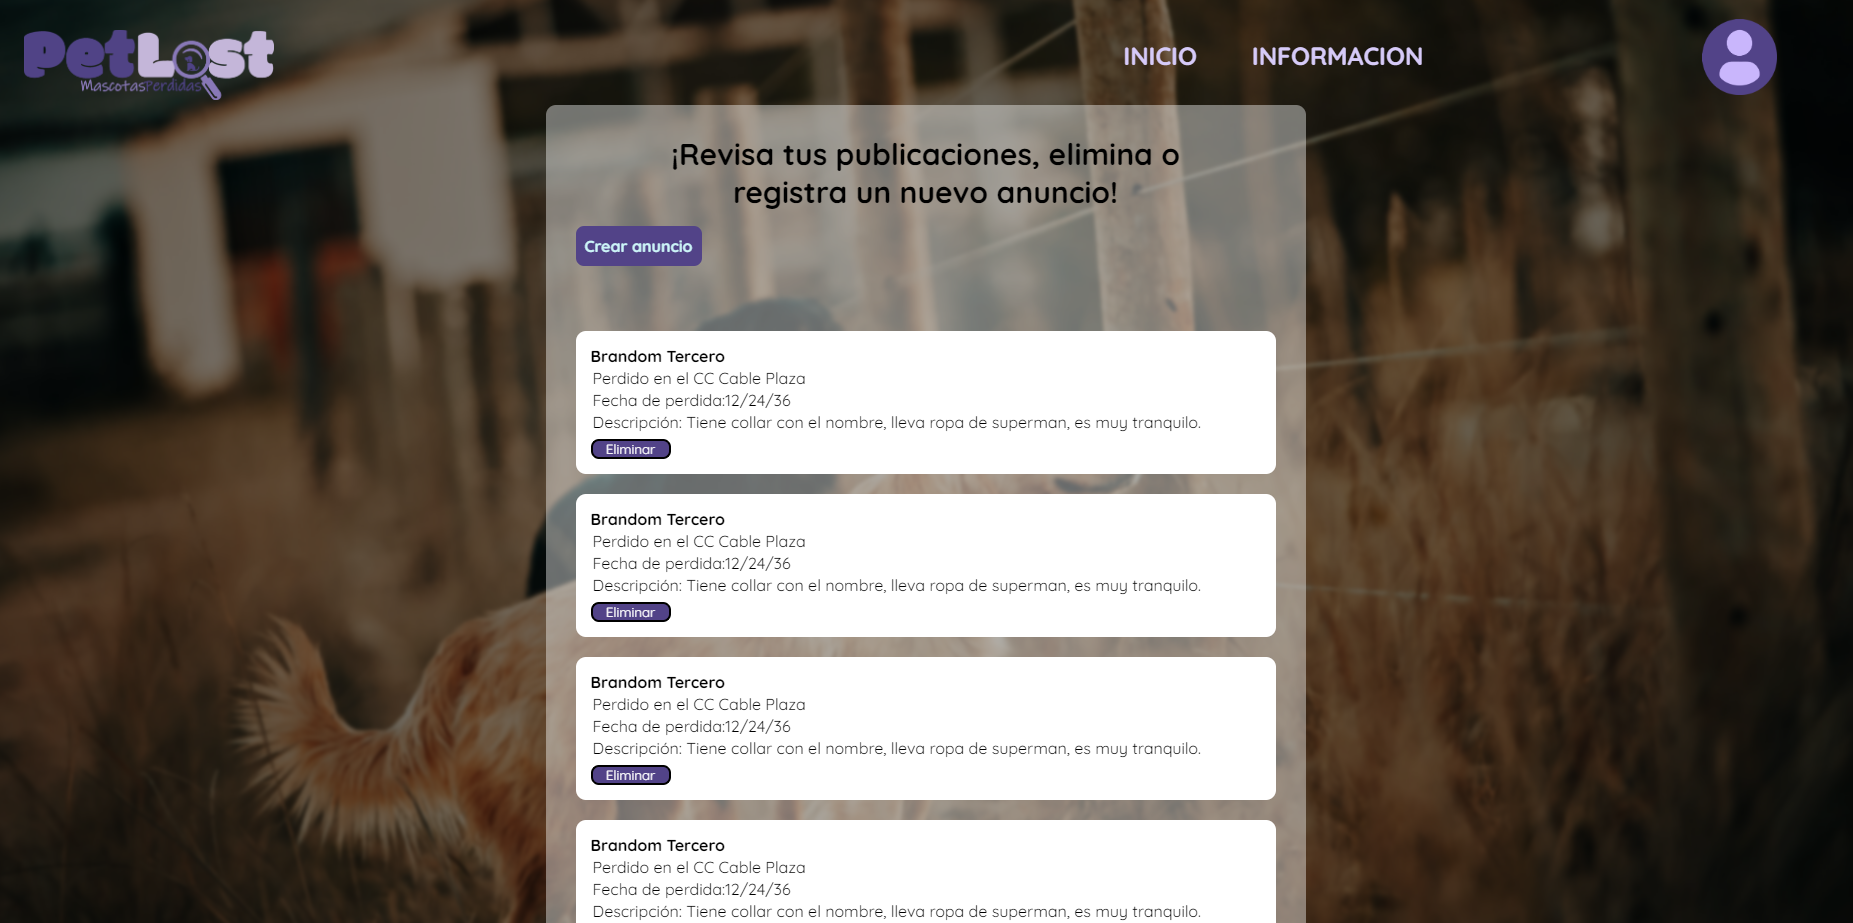 PetLost
MascotasPerdidas
INICIO
INFORMACION
¡Revisa tus publicaciones, elimina o
registra un nuevo anuncio!
Crear anuncio
Brandom Tercero
Perdido en el CC Cable Plaza
Fecha de perdida:12/24/36
Descripción: Tiene collar con el nombre, lleva ropa de superman, es muy tranquilo.
Eliminar
Brandom Tercero
Perdido en el CC Cable Plaza
Fecha de perdida:12/24/36
Descripción: Tiene collar con el nombre, lleva ropa de superman, es muy tranquilo.
Eliminar
Brandom Tercero
Perdido en el CC Cable Plaza
Fecha de perdida:12/24/36
Descripción: Tiene collar con el nombre, lleva ropa de superman, es muy tranquilo.
Eliminar
Brandom Tercero
Perdido en el CC Cable Plaza
Fecha de perdida:12/24/36
Descripción: Tiene collar con el nombre, lleva ropa de superman, es muy tranquilo.